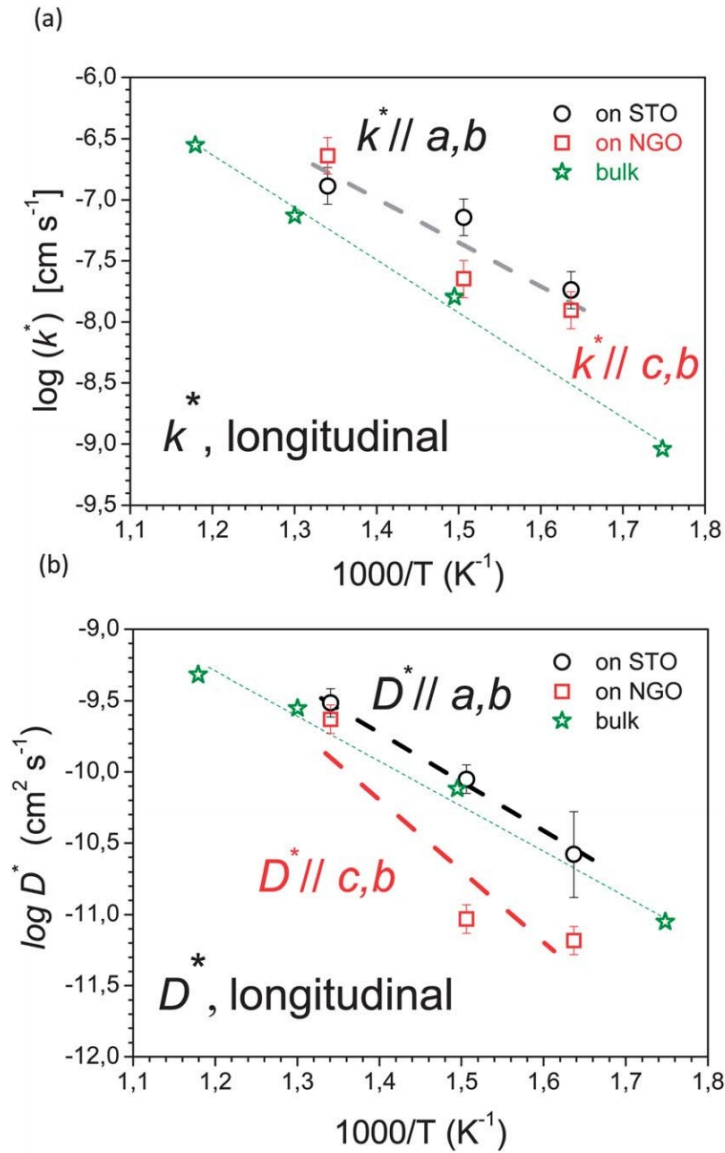 (a)
-6,0
-6,5
-7,0
-7,5
-8,0
-8,5
-9,0
-9,5
log (k*) [cm s⁻¹]
k*// a,b
on STO
on NGO
bulk
k*// c,b
k*, longitudinal
1,1 1,2 1,3 1,4 1,5 1,6 1,7 1,8
1000/T (K⁻¹)
(b)
-9,0
-9,5
-10,0
-10,5
-11,0
-11,5
-12,0
log D* (cm² s⁻¹)
D*// a,b
on STO
on NGO
bulk
D*// c,b
D*, longitudinal
1,1 1,2 1,3 1,4 1,5 1,6 1,7 1,8
1000/T (K⁻¹)